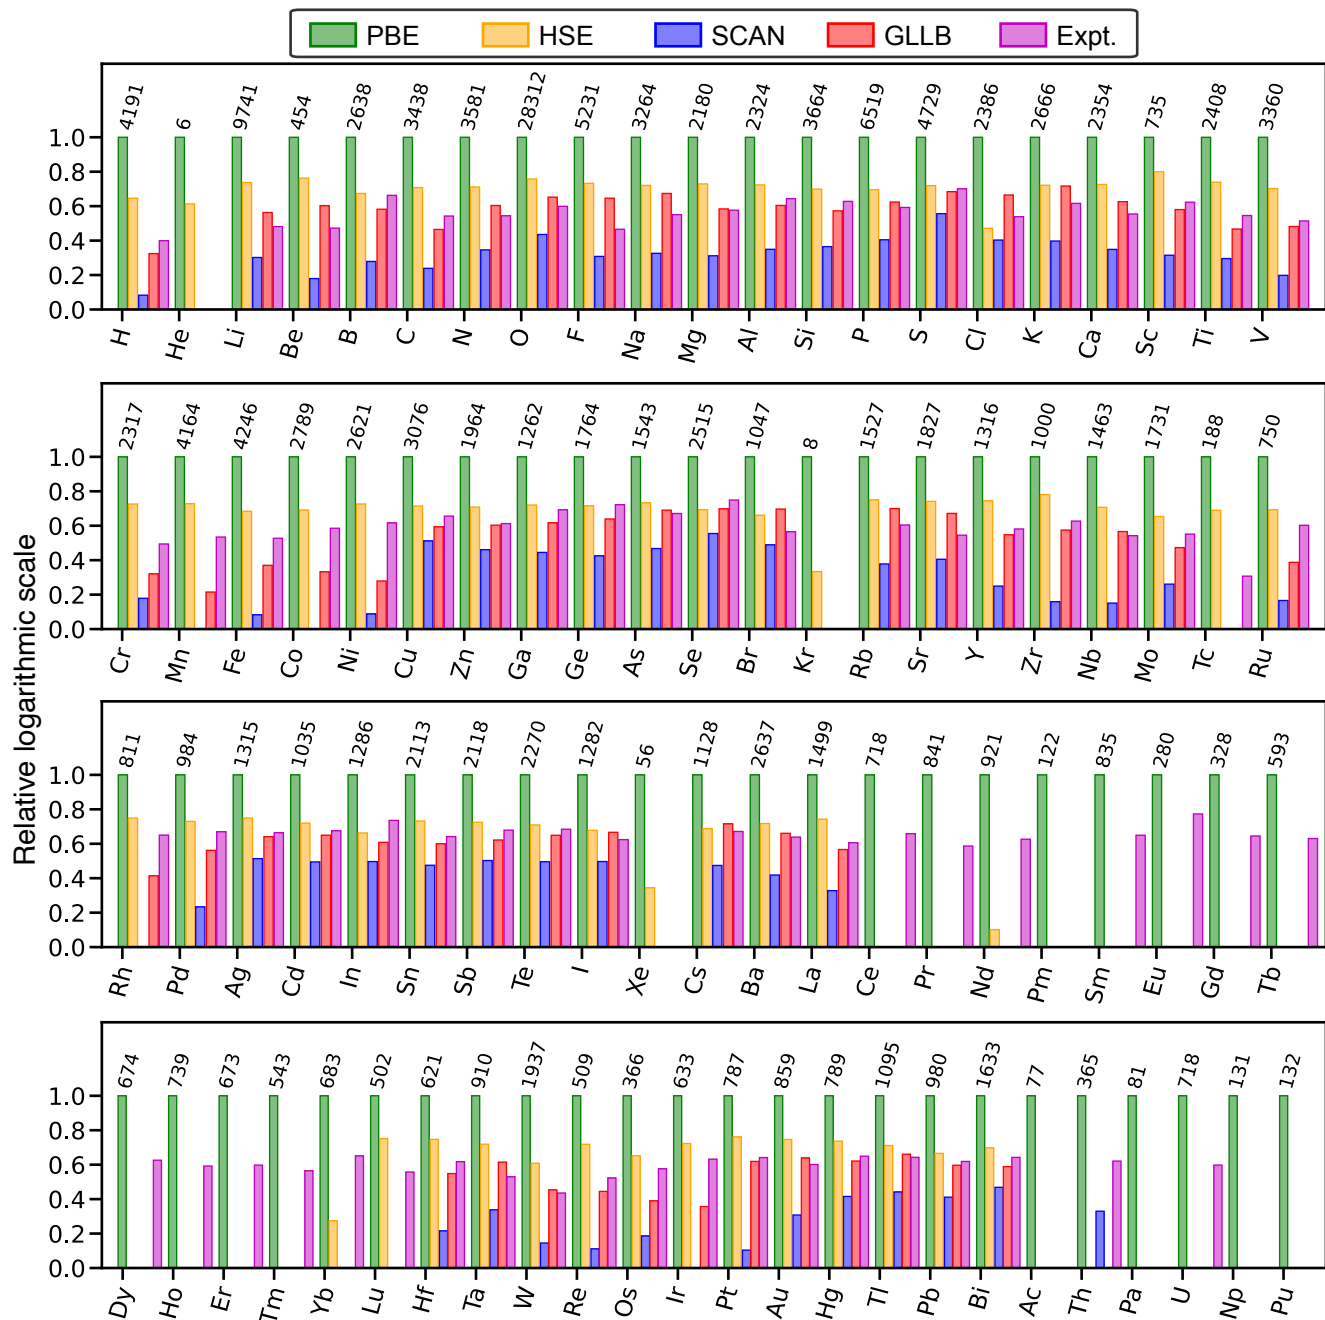 PBE HSE SCAN GLLB Expt.
Relative logarithmic scale
4191 6 9741 454 2638 3438 3581 28312 5231 3264 2180 2324 3664 6519 4729 2386 2666 2354 735 2408 3360
1.0
0.8
0.6
0.4
0.2
0.0
H He Li Be B C N O F Na Mg Al Si P S Cl K Ca Sc Ti V
2317 4164 4246 2789 2621 3076 1964 1262 1764 1543 2515 1047 8 1527 1827 1316 1000 1463 1731 188 750
1.0
0.8
0.6
0.4
0.2
0.0
Cr Mn Fe Co Ni Cu Zn Ga Ge As Se Br Kr Rb Sr Y Zr Nb Mo Tc Ru
811 984 1315 1035 1286 2113 2118 2270 1282 56 1128 2637 1499 718 841 921 122 835 280 328 593
1.0
0.8
0.6
0.4
0.2
0.0
Rh Pd Ag Cd In Sn Sb Te I Xe Cs Ba La Ce Pr Nd Pm Sm Eu Gd Tb
674 739 673 543 683 502 621 910 1937 509 366 633 787 859 789 1095 980 1633 77 365 81 718 131 132
1.0
0.8
0.6
0.4
0.2
0.0
Dy Ho Er Tm Yb Lu Hf Ta W Re Os Ir Pt Au Hg Tl Pb Bi Ac Th Pa U Np Pu